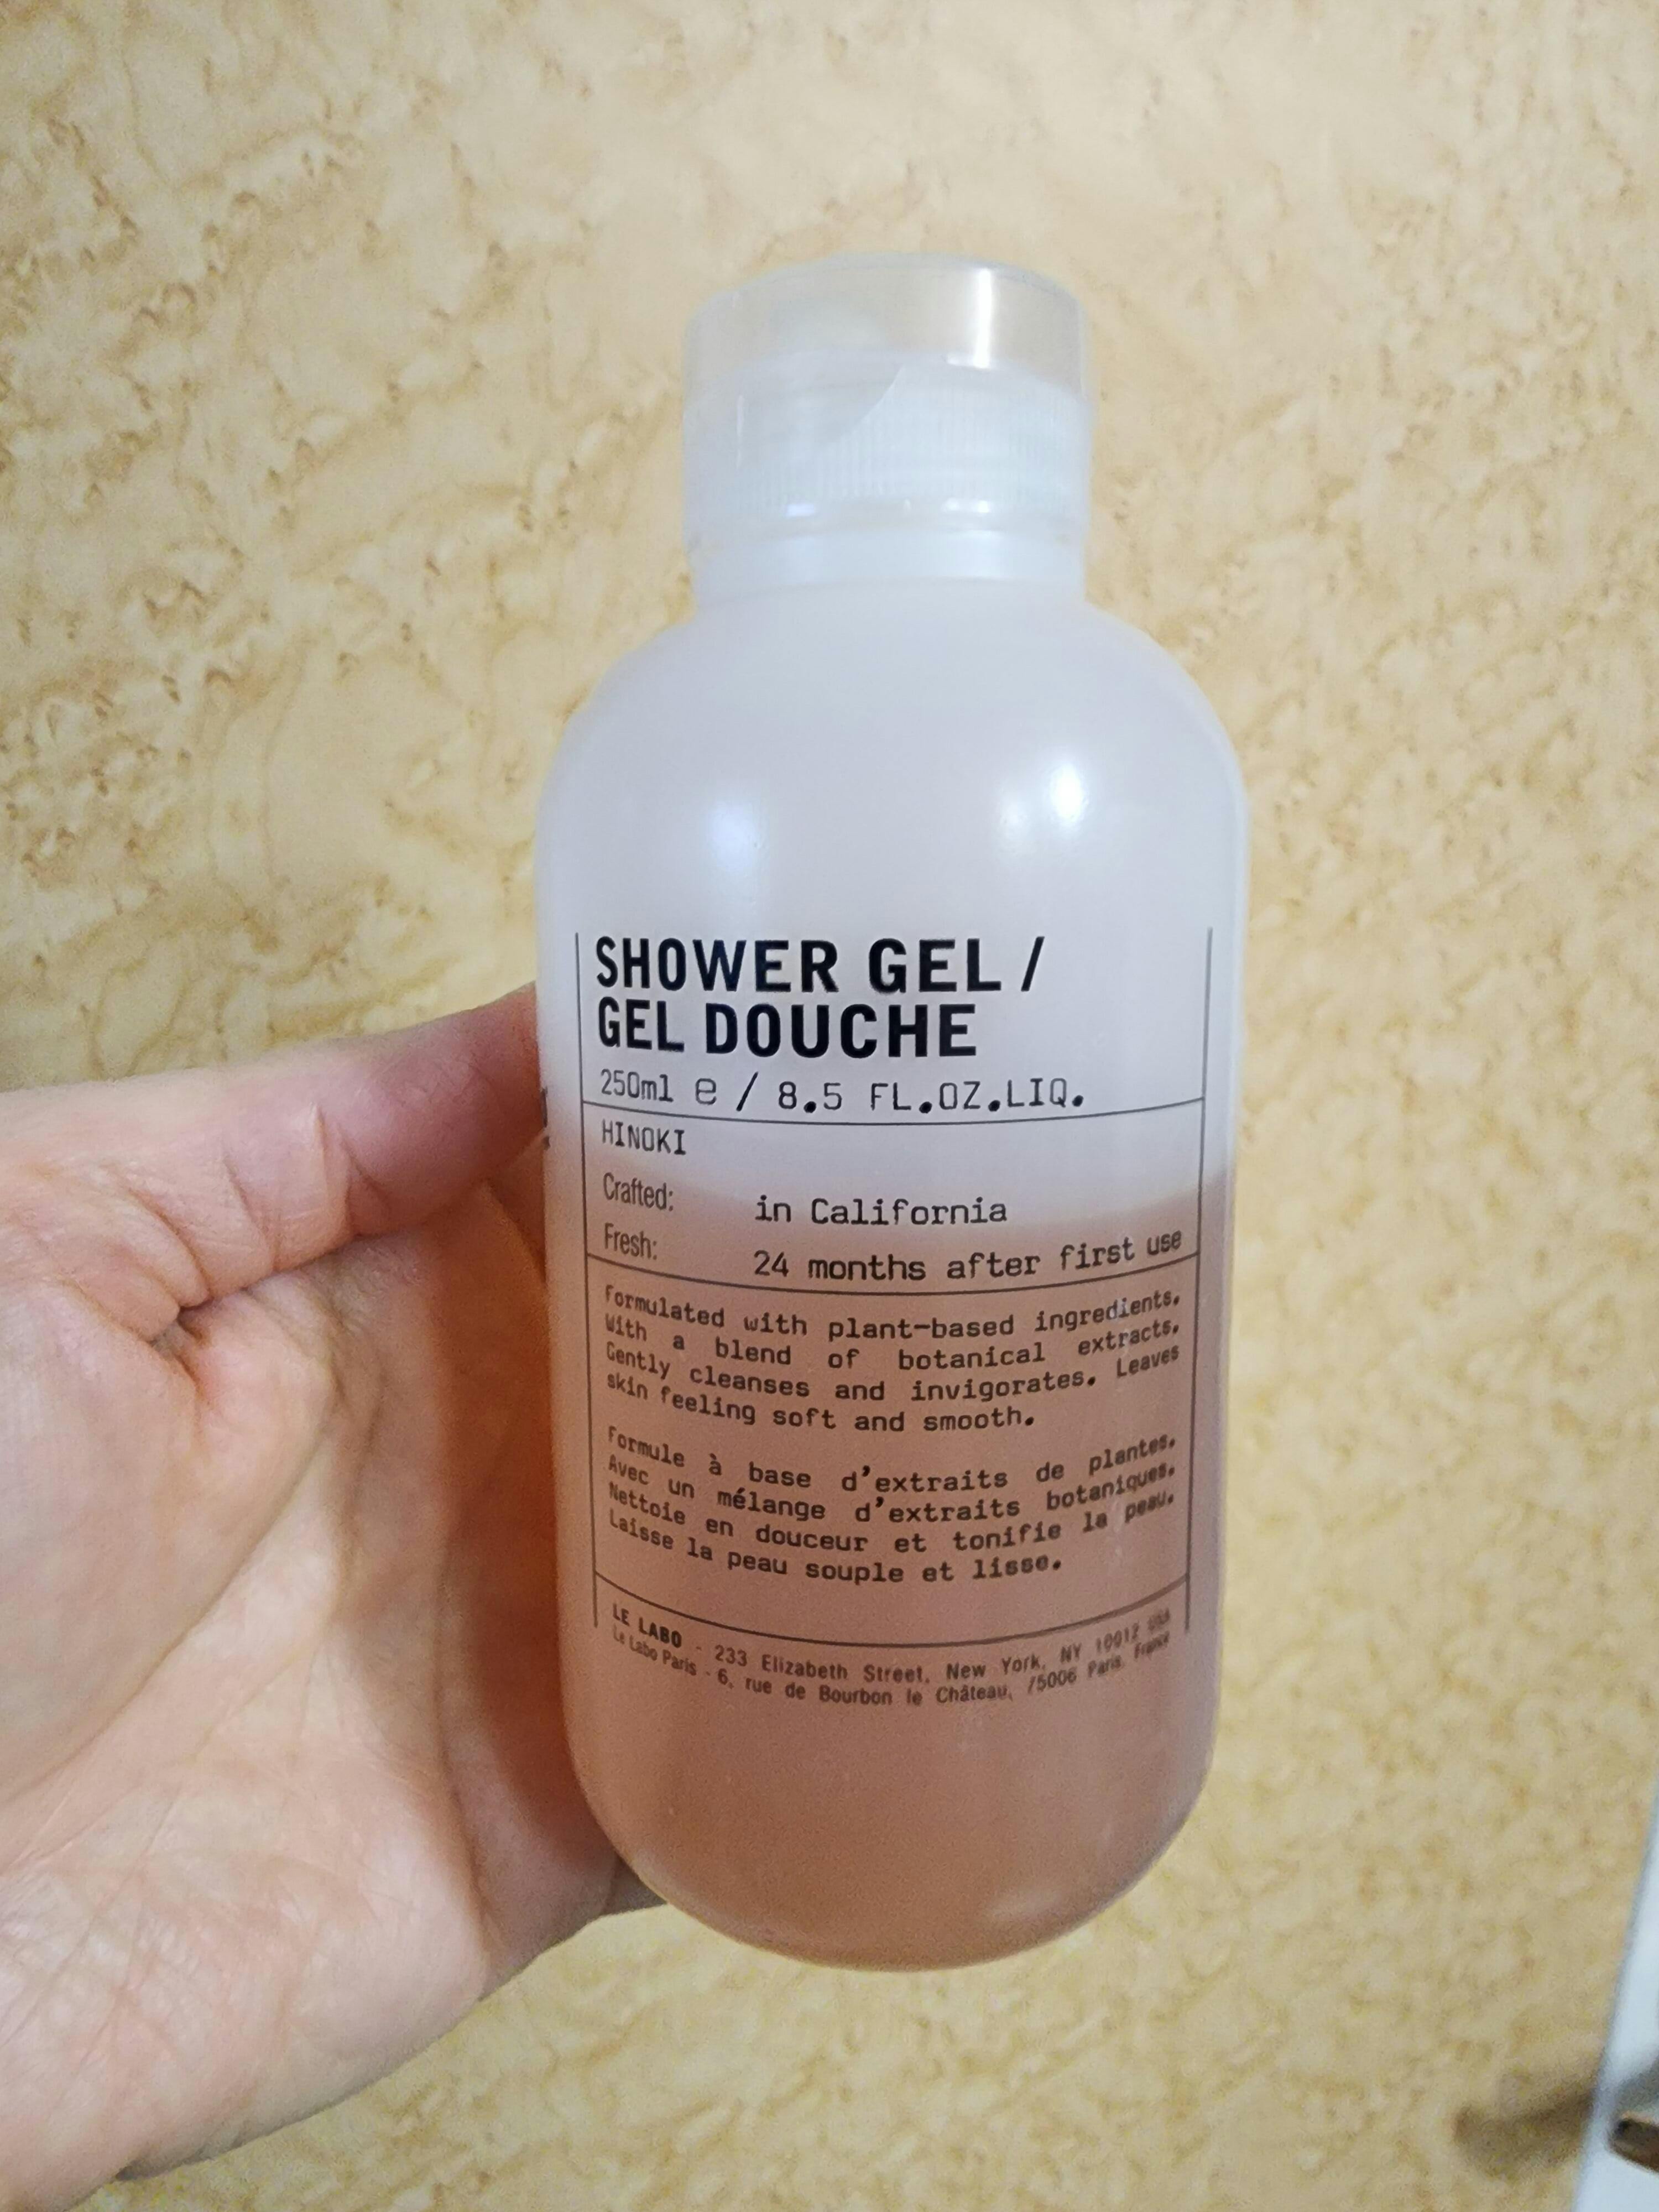 SHOWER GEL /
GEL DOUCHE
250ml e / 8.5 FL.OZ.LIQ.
HINOKI
Crafted: in California
Fresh: 24 months after first use
Formulated with plant-based ingredients.
With a blend of botanical extracts.
Gently cleanses and invigorates. Leaves
skin feeling soft and smooth.
Formule à base d'extraits de plantes.
Avec un mélange d'extraits botaniques.
Nettoie en douceur et tonifie la peau.
Laisse la peau souple et lisse.
LE LABO - 233 Elizabeth Street, New York, NY 10012 USA
Le Labo Paris - 6, rue de Bourbon le Château, 75006 Paris, France